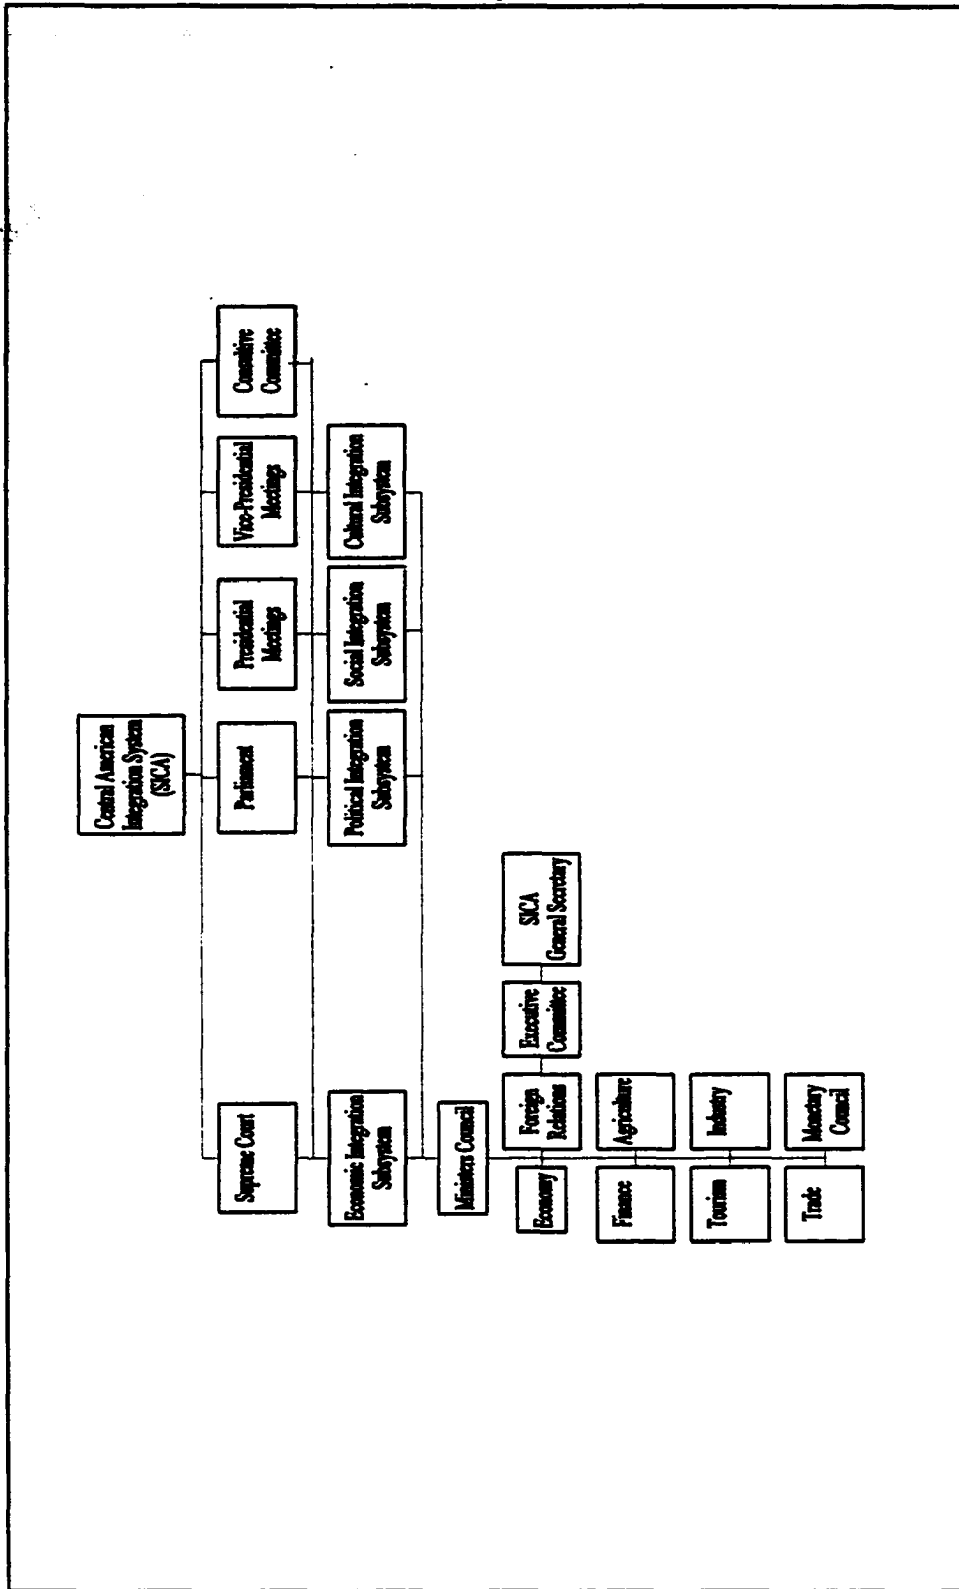 Central American
Integration System
(SICA)
Supreme Court
Parliament
Presidential
Meetings
Vice-Presidential
Meetings
Consultive
Committee
Economic Integration
Subsystem
Political Integration
Subsystem
Social Integration
Subsystem
Cultural Integration
Subsystem
Ministers Council
Economy
Foreign
Relations
Executive
Committee
SICA
General Secretary
Finance
Agriculture
Tourism
Industry
Trade
Monetary
Council